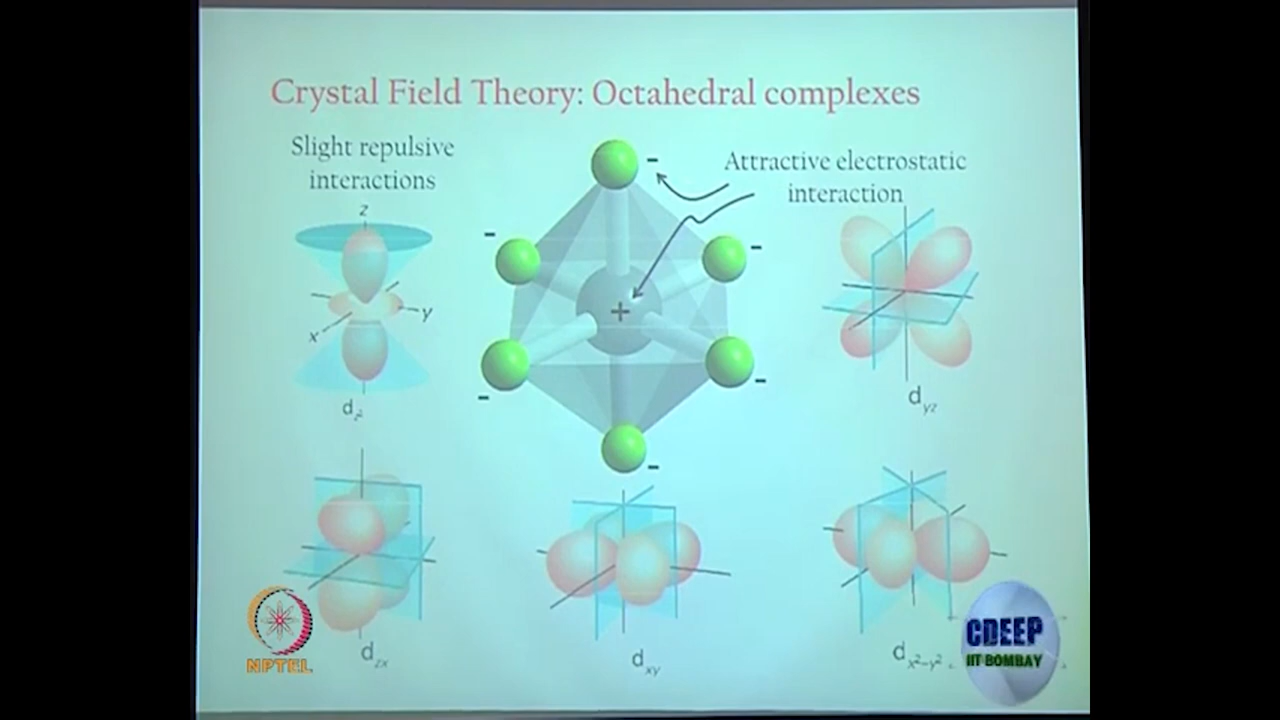 Crystal Field Theory: Octahedral complexes
Slight repulsive
interactions
Attractive electrostatic
interaction
z
y
x
+
-
-
-
-
-
-
d z²
d yz
d zx
d xy
d x²-y²
NPTEL
CDEEP
IIT BOMBAY